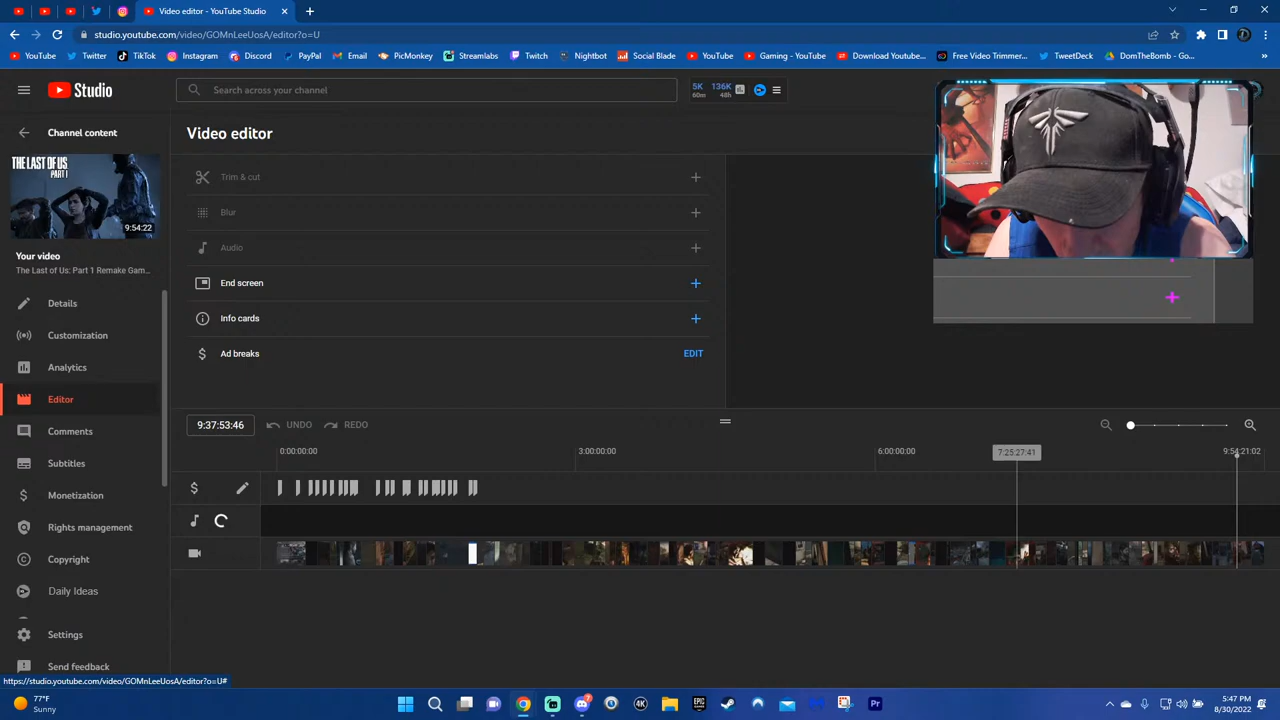 Video editor - YouTube Studio
studio.youtube.com/video/GOMnLeeUosA/editor?o=U
YouTube
Twitter
TikTok
Instagram
Discord
PayPal
Email
PicMonkey
Streamlabs
Twitch
Nightbot
Social Blade
YouTube
Gaming - YouTube
Download Youtube...
Free Video Trimmer...
TweetDeck
DomTheBomb - Go...
Studio
Search across your channel
5K
60m
136K
48h
Channel content
Video editor
THE LAST OF US
PART I
9:54:22
Your video
The Last of Us: Part 1 Remake Gam...
Trim & cut
Blur
Audio
End screen
Info cards
Ad breaks
EDIT
Details
Customization
Analytics
Editor
Comments
Subtitles
Monetization
Rights management
Copyright
Daily Ideas
Settings
Send feedback
9:37:53:46
UNDO
REDO
0:00:00:00
3:00:00:00
6:00:00:00
7:25:27:41
9:54:21:02
https://studio.youtube.com/video/GOMnLeeUosA/editor?o=U#
77°F
Sunny
7
4K
EPIC
Pr
5:47 PM
8/30/2022